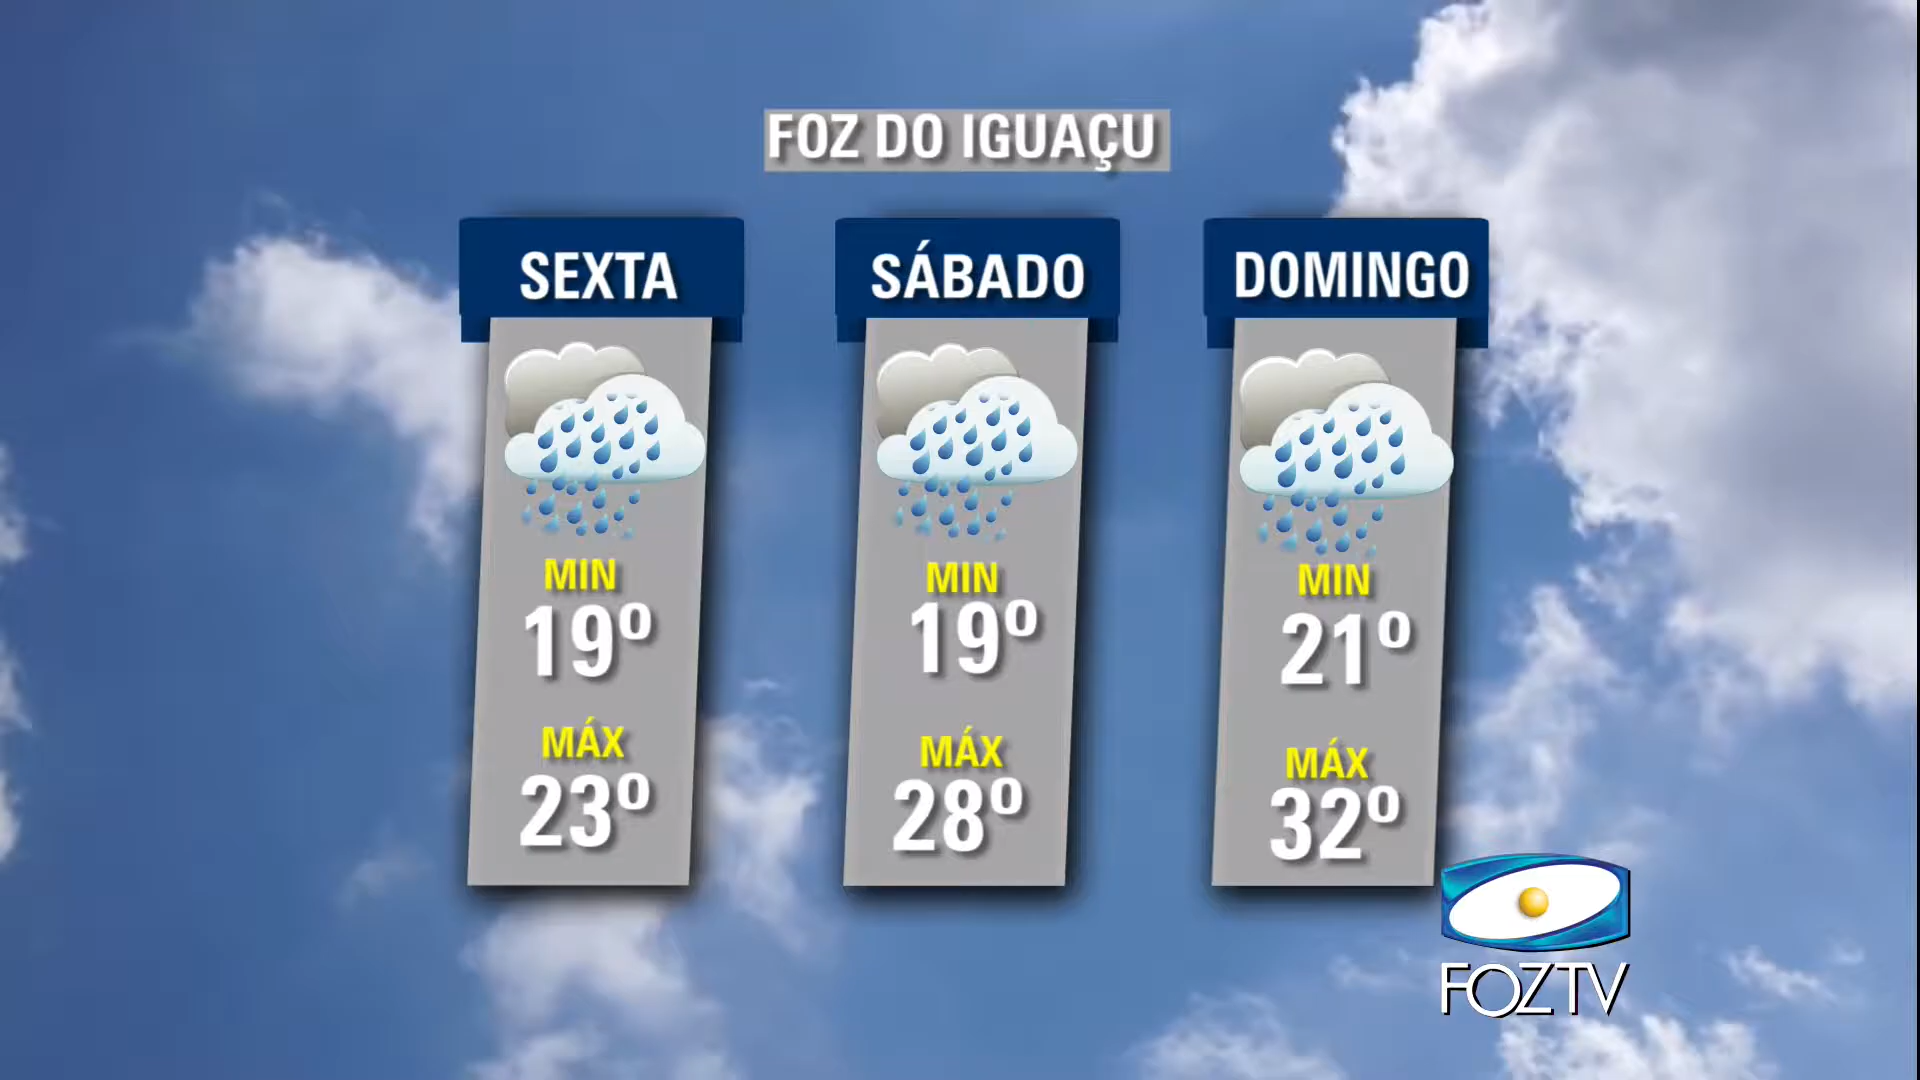 FOZ DO IGUAÇU
SEXTA
MIN
19º
MÁX
23º
SÁBADO
MIN
19º
MÁX
28º
DOMINGO
MIN
21º
MÁX
32º
FOZTV